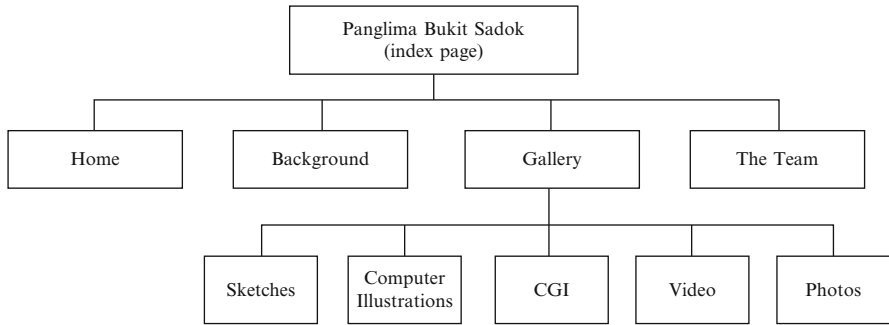 Panglima Bukit Sadok
(index page)
Home
Background
Gallery
The Team
Sketches
Computer
Illustrations
CGI
Video
Photos